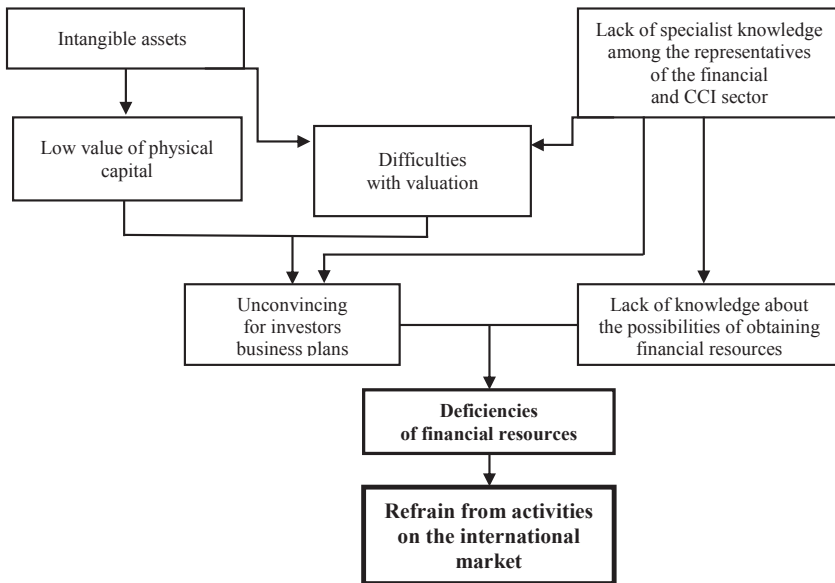 Intangible assets
Lack of specialist knowledge
among the representatives
of the financial
and CCI sector
Low value of physical
capital
Difficulties
with valuation
Unconvincing
for investors
business plans
Lack of knowledge about
the possibilities of obtaining
financial resources
Deficiencies
of financial resources
Refrain from activities
on the international
market